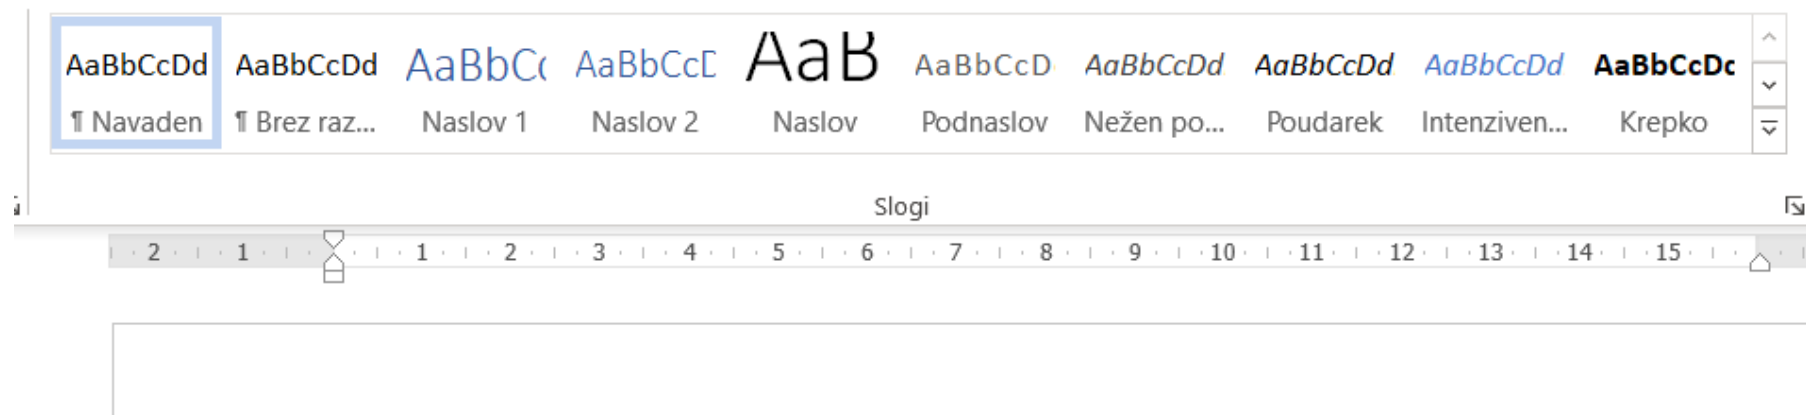 AaBbCcDd AaBbCcDd AaBbCc AaBbCcD AaB AaBbCcD AaBbCcDd AaBbCcDd AaBbCcDd AaBbCcDc
¶ Navaden ¶ Brez raz... Naslov 1 Naslov 2 Naslov Podnaslov Nežen po... Poudarek Intenziven... Krepko
Slogi
2 1 1 2 3 4 5 6 7 8 9 10 11 12 13 14 15